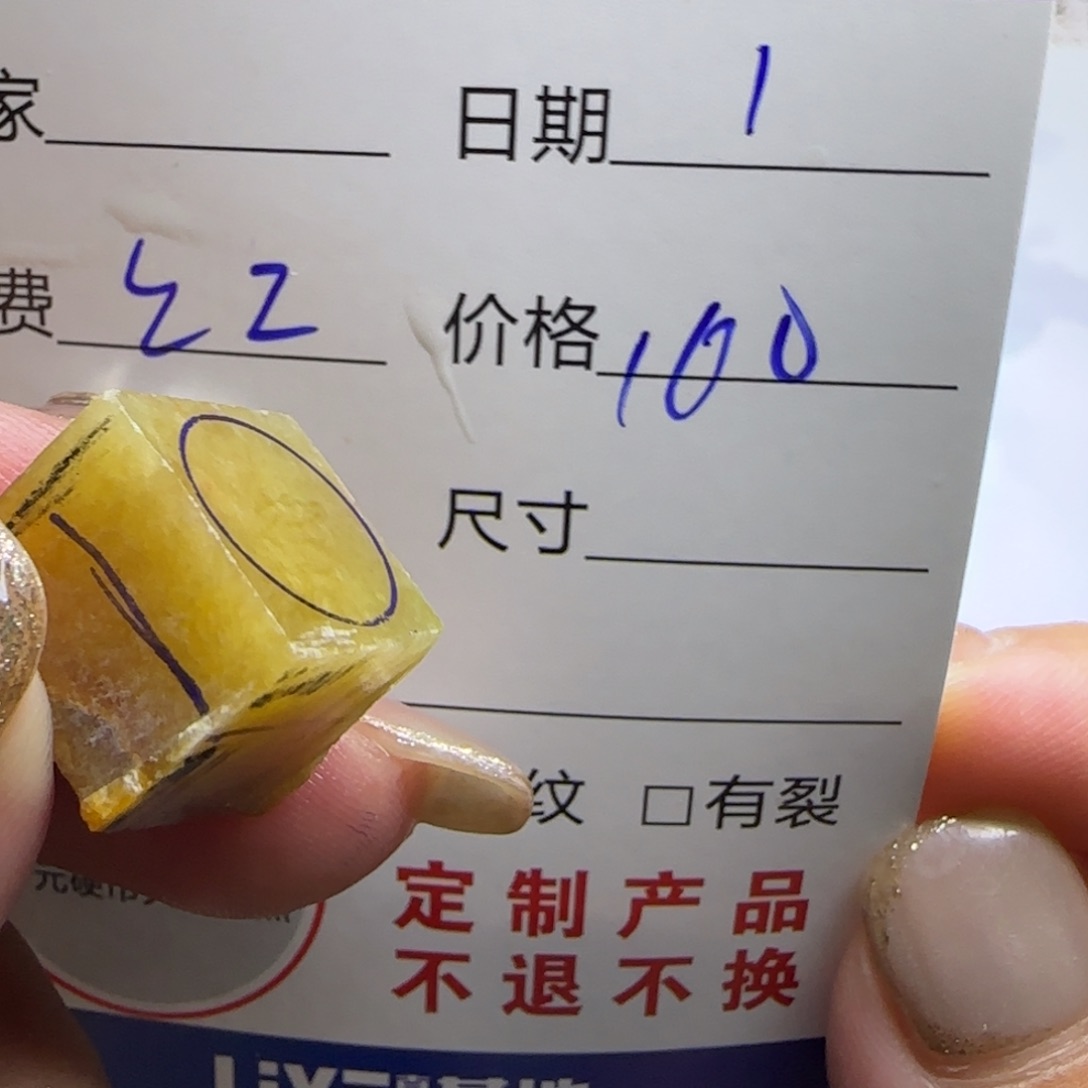 家 日期 1
费 价格 100
尺寸
纹 □有裂
定制产品
不退不换